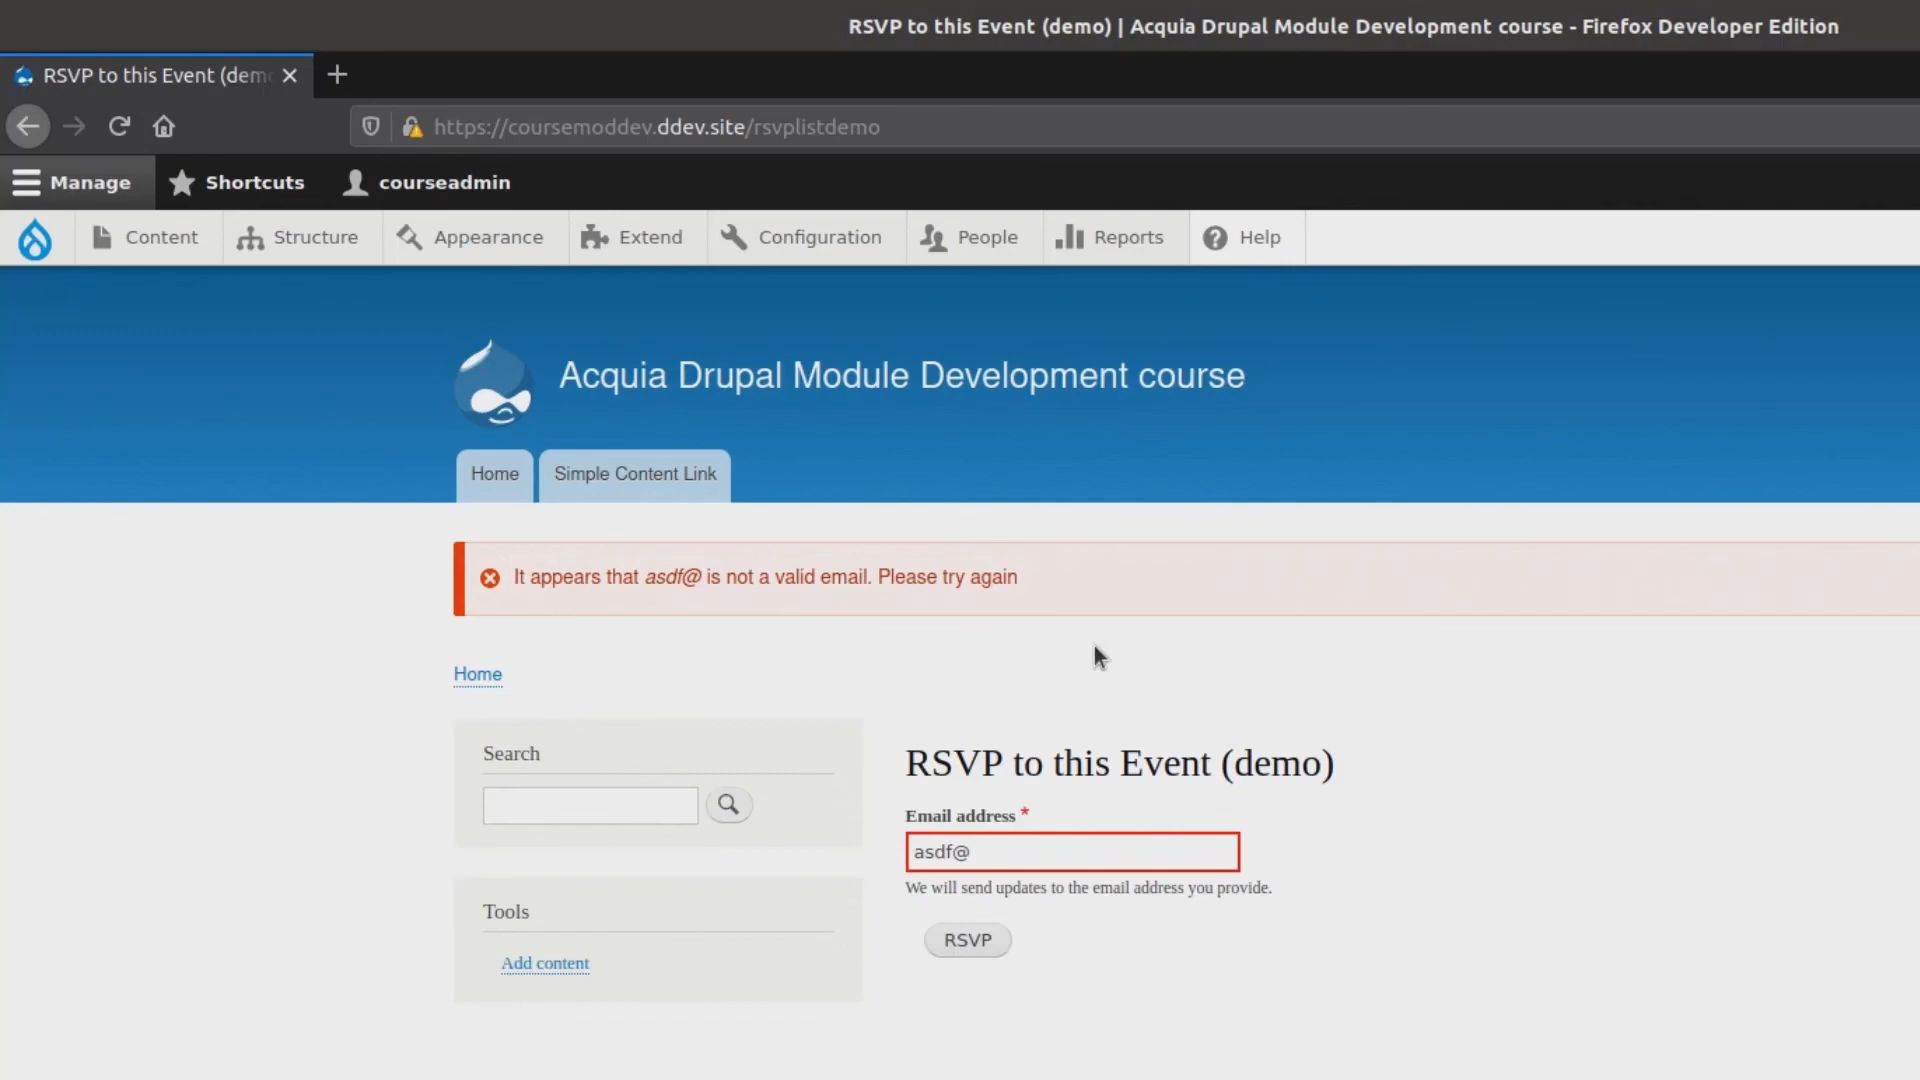 RSVP to this Event (demo) | Acquia Drupal Module Development course - Firefox Developer Edition
RSVP to this Event (dem
https://coursemoddev.ddev.site/rsvplistdemo
Manage Shortcuts courseadmin
Content Structure Appearance Extend Configuration People Reports Help
Acquia Drupal Module Development course
Home Simple Content Link
It appears that asdf@ is not a valid email. Please try again
Home
Search
RSVP to this Event (demo)
Email address *
asdf@
We will send updates to the email address you provide.
RSVP
Tools
Add content